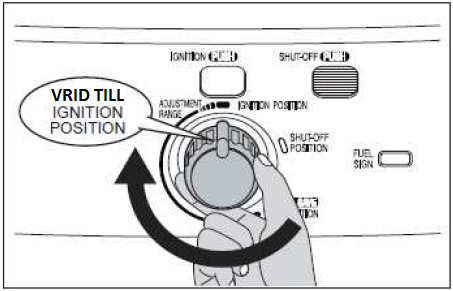 IGNITION PUSH
SHUT-OFF PUSH
VRID TILL
IGNITION
POSITION
ADJUSTMENT
RANGE
IGNITION POSITION
SHUT-OFF
POSITION
FUEL
SIGN